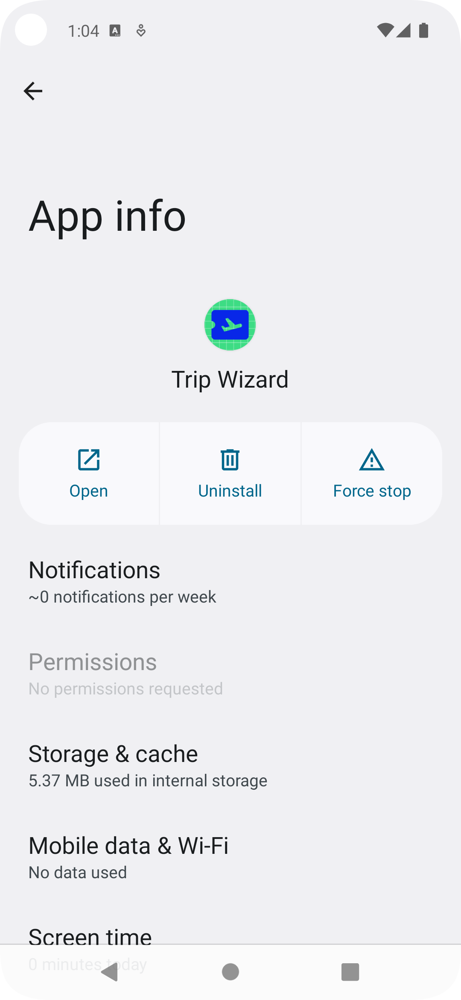 1:04
App info
Trip Wizard
Open
Uninstall
Force stop
Notifications
~0 notifications per week
Permissions
No permissions requested
Storage & cache
5.37 MB used in internal storage
Mobile data & Wi-Fi
No data used
Screen time
0 minutes today